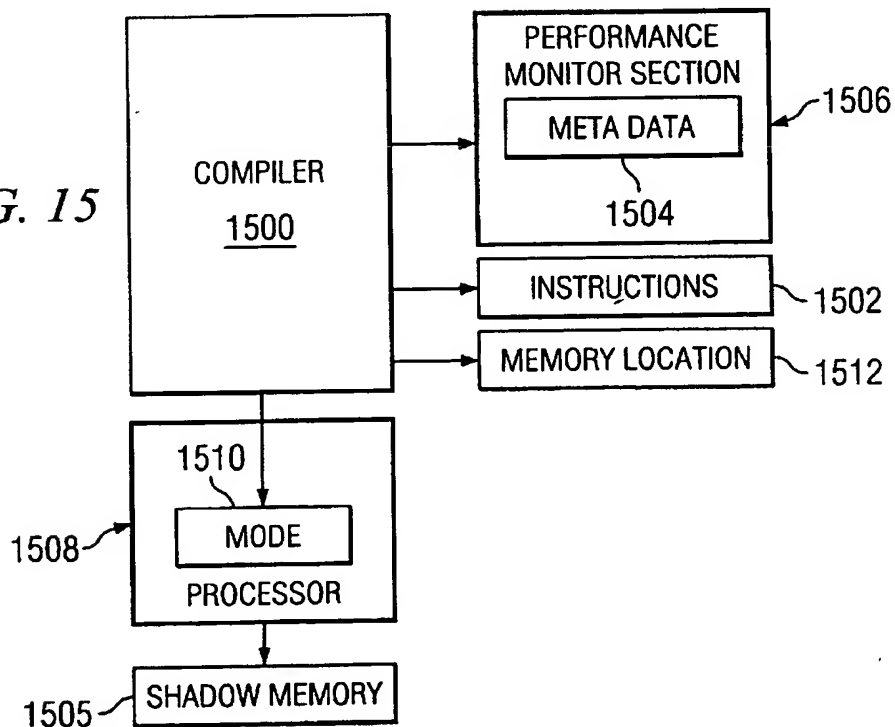 G. 15
COMPILER
1500
PERFORMANCE
MONITOR SECTION
META DATA
1504
1506
INSTRUCTIONS
1502
MEMORY LOCATION
1512
1510
MODE
1508
PROCESSOR
1505
SHADOW MEMORY